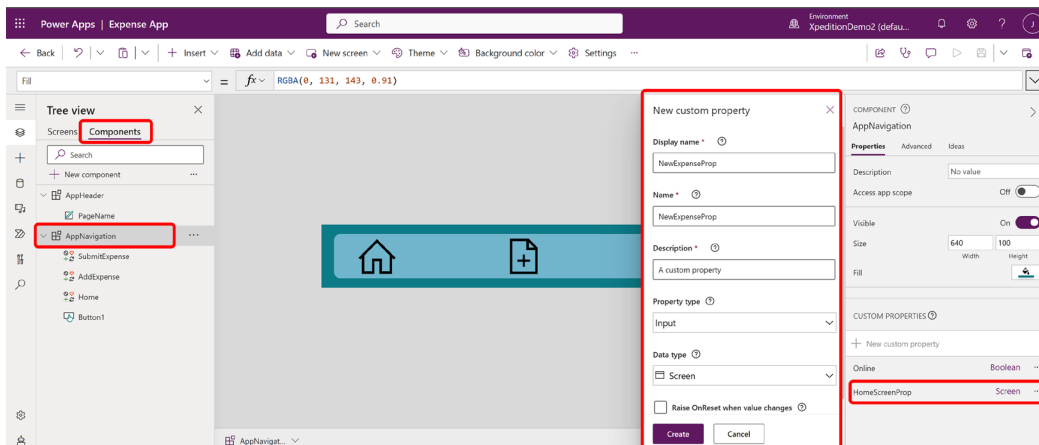 Power Apps | Expense App
Search
Environment
XpeditionDemo2 (defau...
J
Back
Insert
Add data
New screen
Theme
Background color
Settings
...
Fill
= fx RGBA(0, 131, 143, 0.91)
Tree view
Screens
Components
Search
New component
...
AppHeader
PageName
AppNavigation
...
SubmitExpense
AddExpense
Home
Button1
AppNavigat...
New custom property
Display name *
NewExpenseProp
Name *
NewExpenseProp
Description *
A custom property
Property type
Input
Data type
Screen
Raise OnReset when value changes
Create
Cancel
COMPONENT
AppNavigation
Properties
Advanced
Ideas
Description
No value
Access app scope
Off
Visible
On
Size
640
100
Width
Height
Fill
CUSTOM PROPERTIES
New custom property
Online
Boolean
HomeScreenProp
Screen